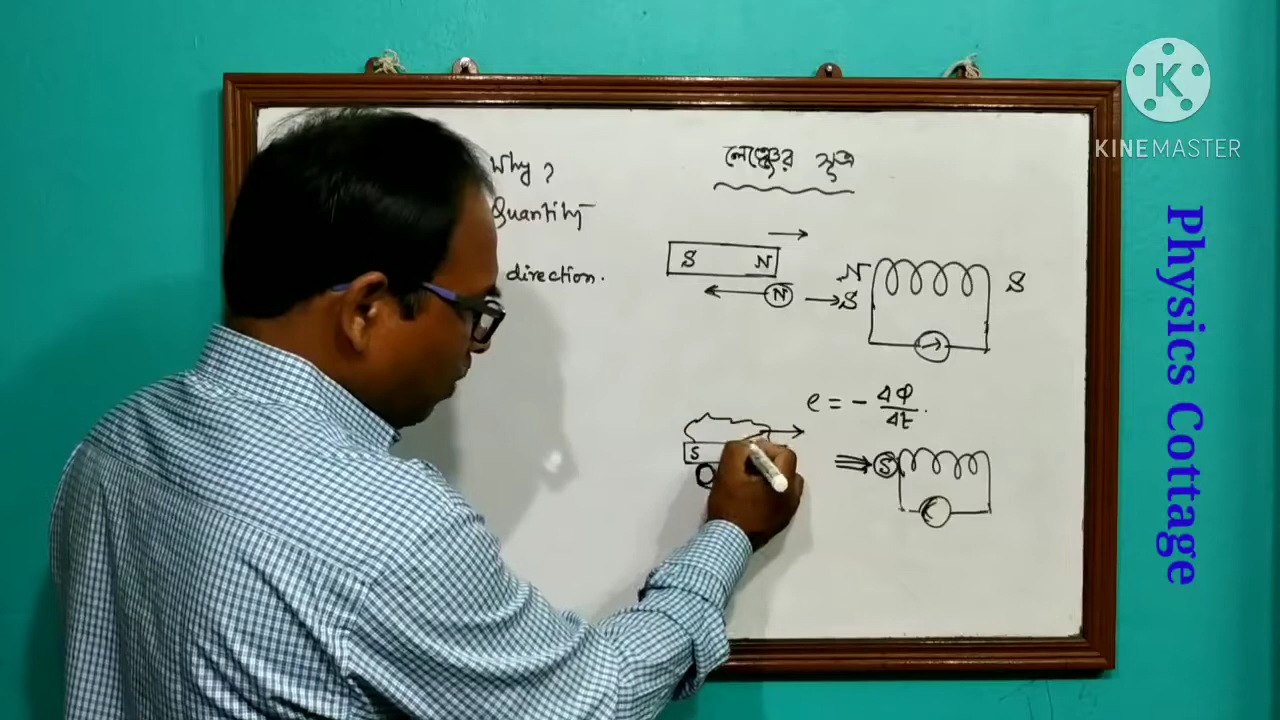 Why?
Quantity
direction.
লেঞ্জের সূত্র
S N
N
N
S
S
e = - ΔΦ/Δt.
S
S
KINEMASTER
Physics Cottage